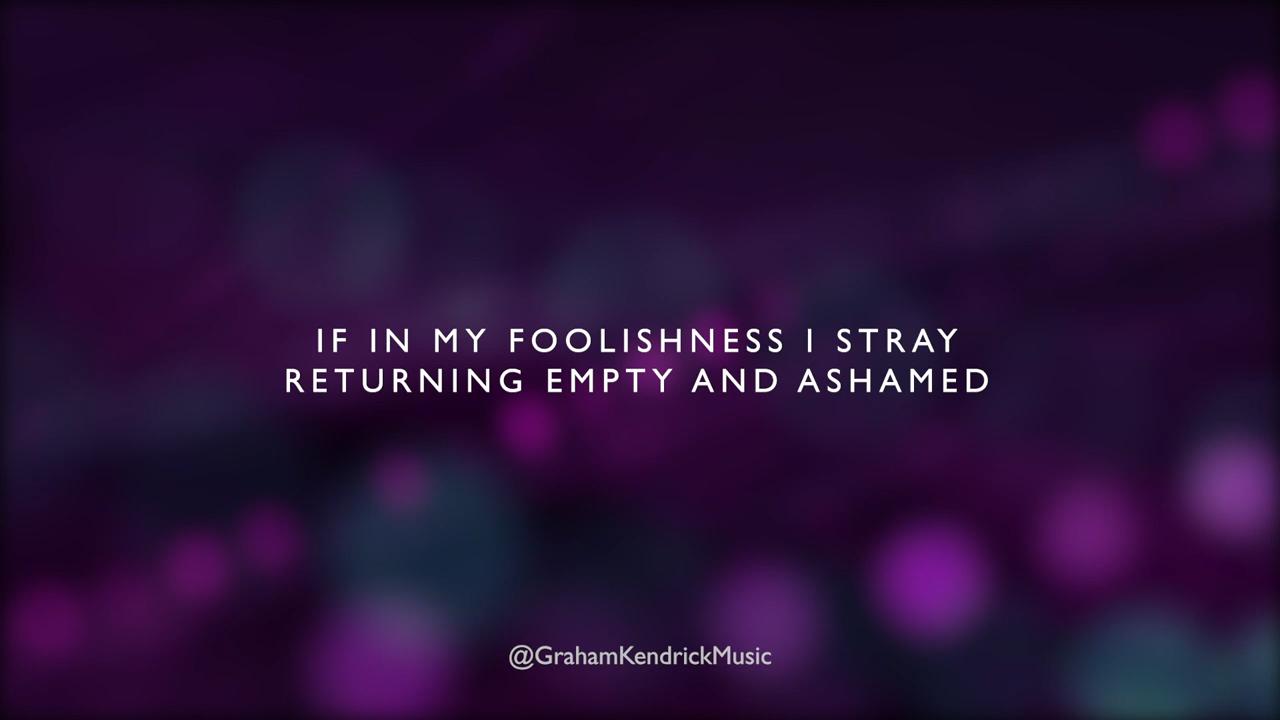 IF IN MY FOOLISHNESS I STRAY
RETURNING EMPTY AND ASHAMED
@GrahamKendrickMusic